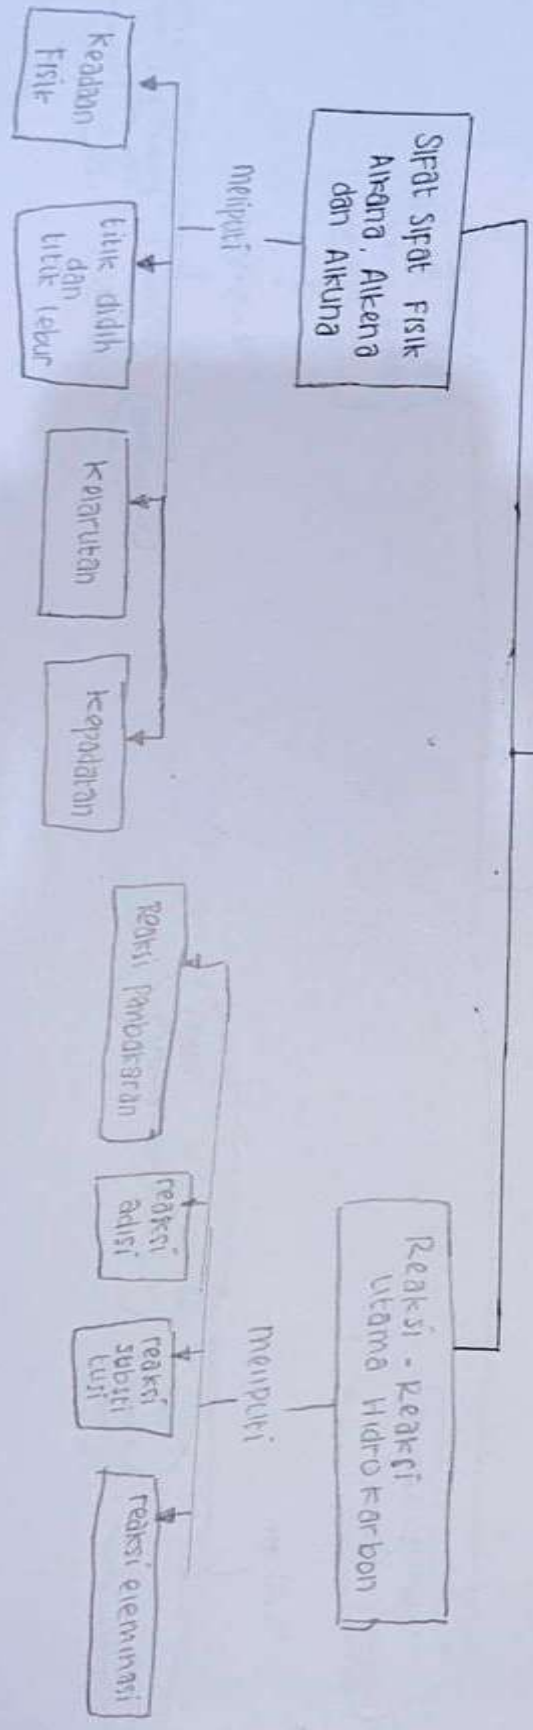 Sifat Sifat Fisik
Alkana, Alkena
dan Alkuna
meliputi
Keadaan
Fisik
titik didih
dan
titik lebur
Kelarutan
Kepadatan
Reaksi - Reaksi
Utama Hidrokarbon
meliputi
Reaksi Pambakaran
reaksi
adisi
reaksi
substi
tusi
reaksi eleminasi